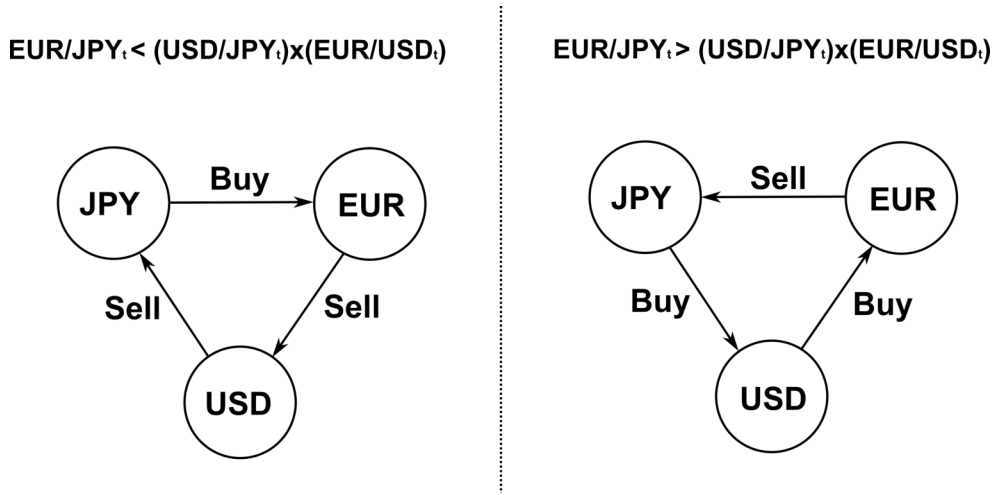 EUR/JPYₜ < (USD/JPYₜ)x(EUR/USDₜ)
Buy
JPY
EUR
Sell
Sell
USD
EUR/JPYₜ > (USD/JPYₜ)x(EUR/USDₜ)
Sell
JPY
EUR
Buy
Buy
USD